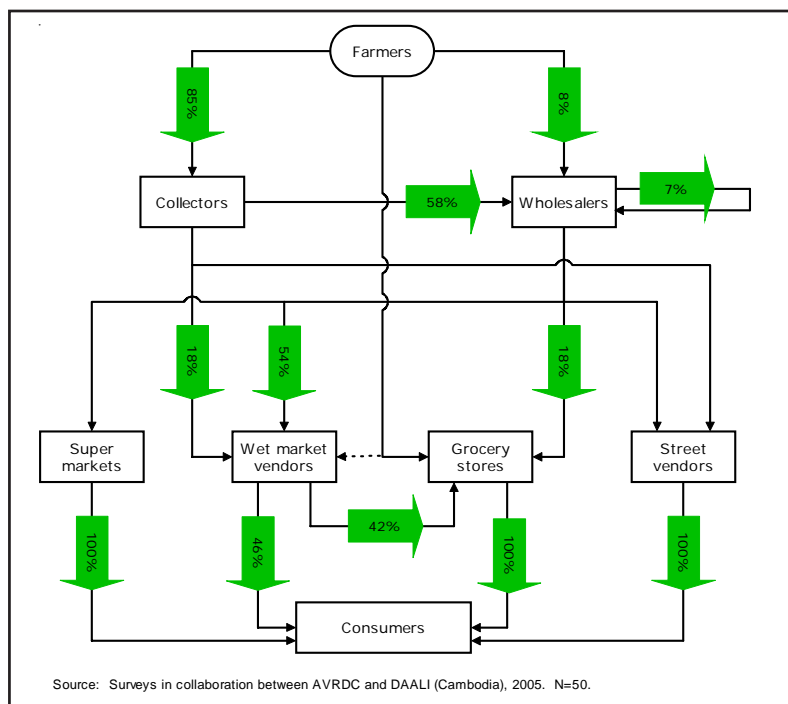 Farmers
85%
8%
Collectors
58%
Wholesalers
7%
18%
54%
18%
Super
markets
Wet market
vendors
Grocery
stores
Street
vendors
42%
100%
46%
100%
100%
Consumers
Source: Surveys in collaboration between AVRDC and DAALI (Cambodia), 2005. N=50.